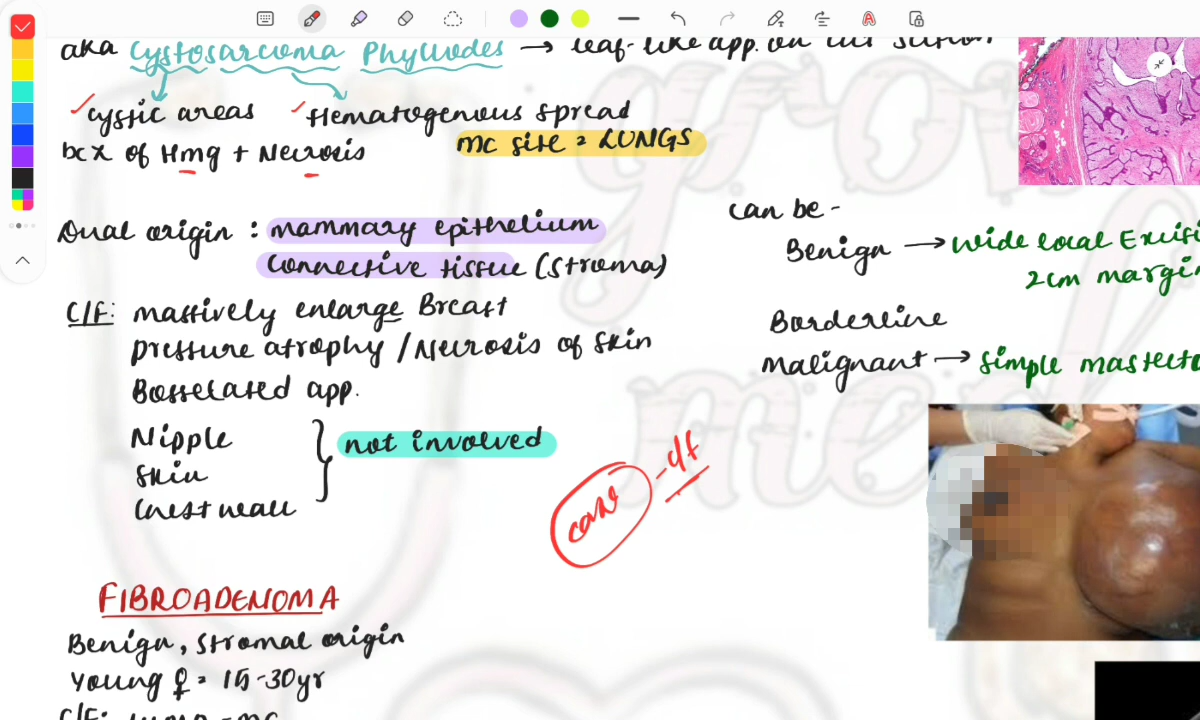 aka Cystosarcoma Phyllodes → leaf-like app. on cut section
✓Cystic areas ✓Hematogenous spread
bcz of Hmg + Necrosis mc site = LUNGS
Dual origin : mammary epithelium
Connective tissue (Stroma)
can be -
Benign → Wide local Excisi
2cm margin
Borderline
Malignant → Simple mastecto
C/F: massively enlarge Breast
pressure atrophy / Necrosis of skin
Bosselated app.
Nipple
Skin
Chest wall
} not involved
FIBROADENOMA
Benign, Stromal origin
Young ♀ = 15-30yr
C/F:
grow
med
A